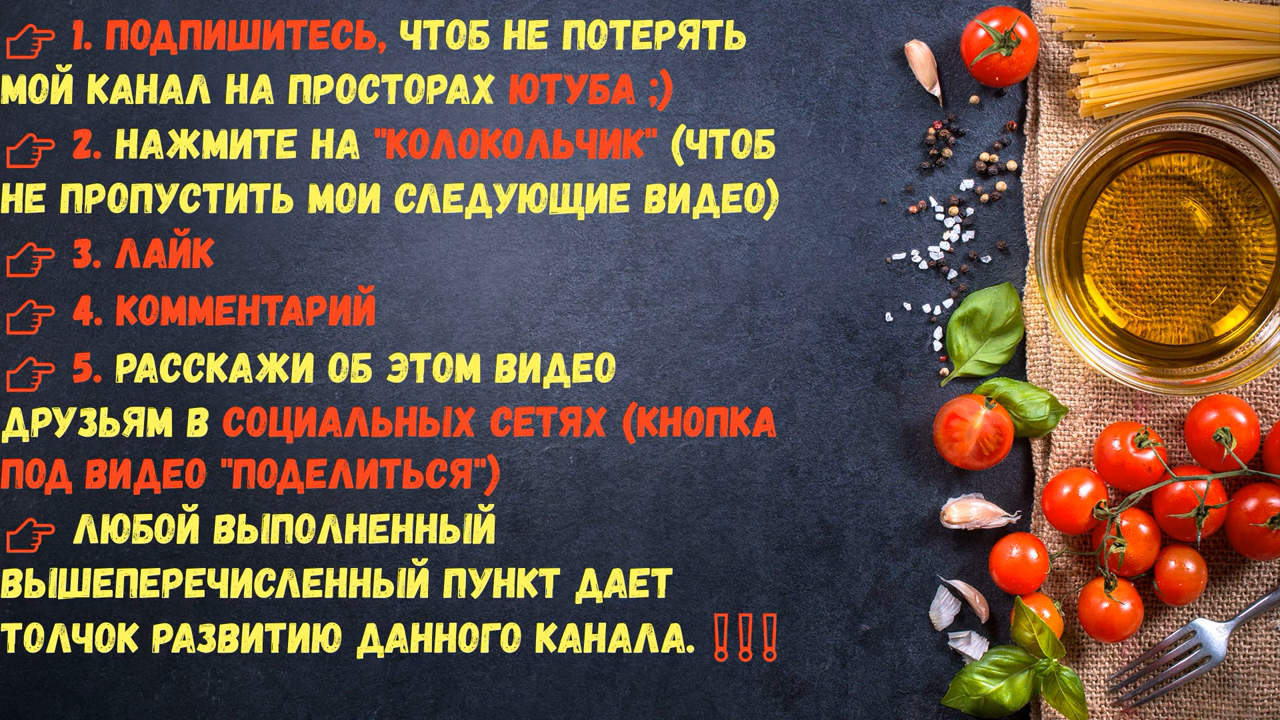 👉 1. ПОДПИШИТЕСЬ, ЧТОБ НЕ ПОТЕРЯТЬ
МОЙ КАНАЛ НА ПРОСТОРАХ ЮТУБА ;)
👉 2. НАЖМИТЕ НА "КОЛОКОЛЬЧИК" (ЧТОБ
НЕ ПРОПУСТИТЬ МОИ СЛЕДУЮЩИЕ ВИДЕО)
👉 3. ЛАЙК
👉 4. КОММЕНТАРИЙ
👉 5. РАССКАЖИ ОБ ЭТОМ ВИДЕО
ДРУЗЬЯМ В СОЦИАЛЬНЫХ СЕТЯХ (КНОПКА
ПОД ВИДЕО "ПОДЕЛИТЬСЯ")
👉 ЛЮБОЙ ВЫПОЛНЕННЫЙ
ВЫШЕПЕРЕЧИСЛЕННЫЙ ПУНКТ ДАЕТ
ТОЛЧОК РАЗВИТИЮ ДАННОГО КАНАЛА. !!!